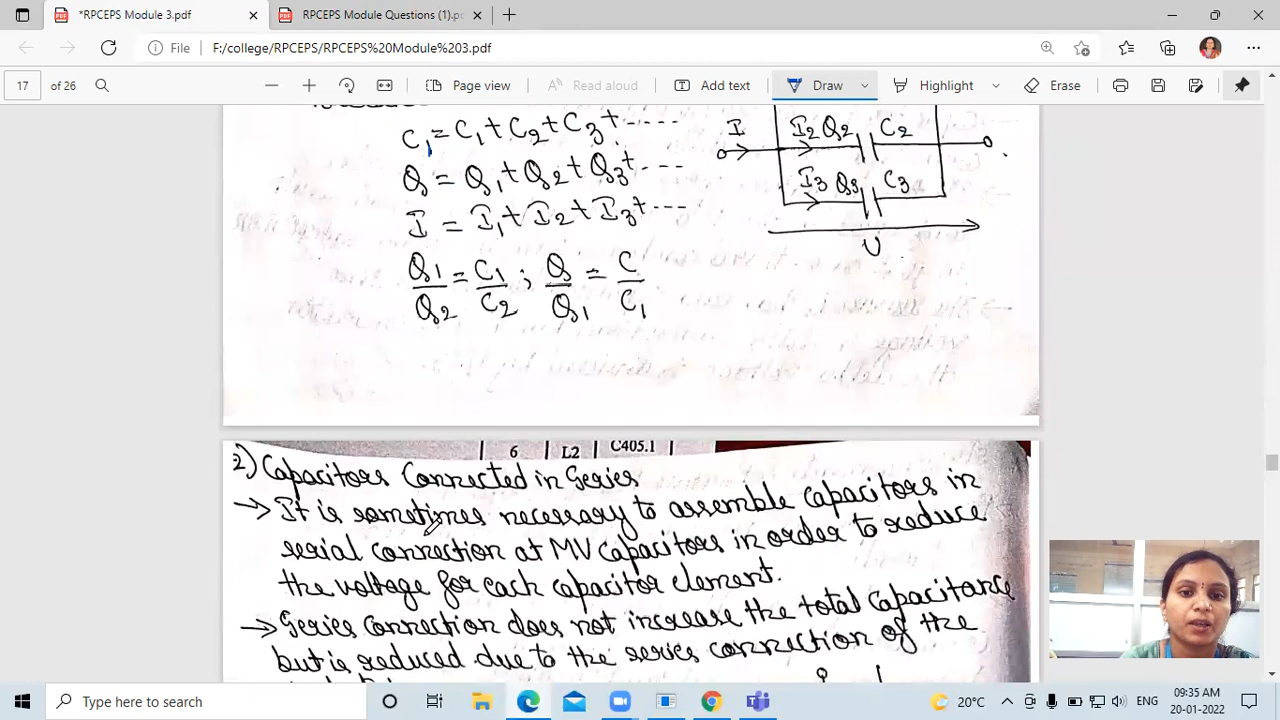 *RPCEPS Module 3.pdf
RPCEPS Module Questions (1).pc
File F:/college/RPCEPS/RPCEPS%20Module%203.pdf
17 of 26
Page view
Read aloud
Add text
Draw
Highlight
Erase
C1 = C1 + C2 + C3 + -----
Q = Q1 + Q2 + Q3 + ----
I = I1 + I2 + I3 + ---
Q1/Q2 = C1/C2 ; Q/Q1 = C/C1
I
I2 Q2 C2
I3 Q3 C3
U
6 L2 C405.1
2) Capacitors Connected in Series
→ It is sometimes necessary to assemble capacitors in
serial connection at MV capacitors in order to reduce
the voltage for each capacitor element.
→ Series connection does not increase the total capacitance
but is reduced due to the series connection of the
Type here to search
20°C
ENG
09:35 AM
20-01-2022